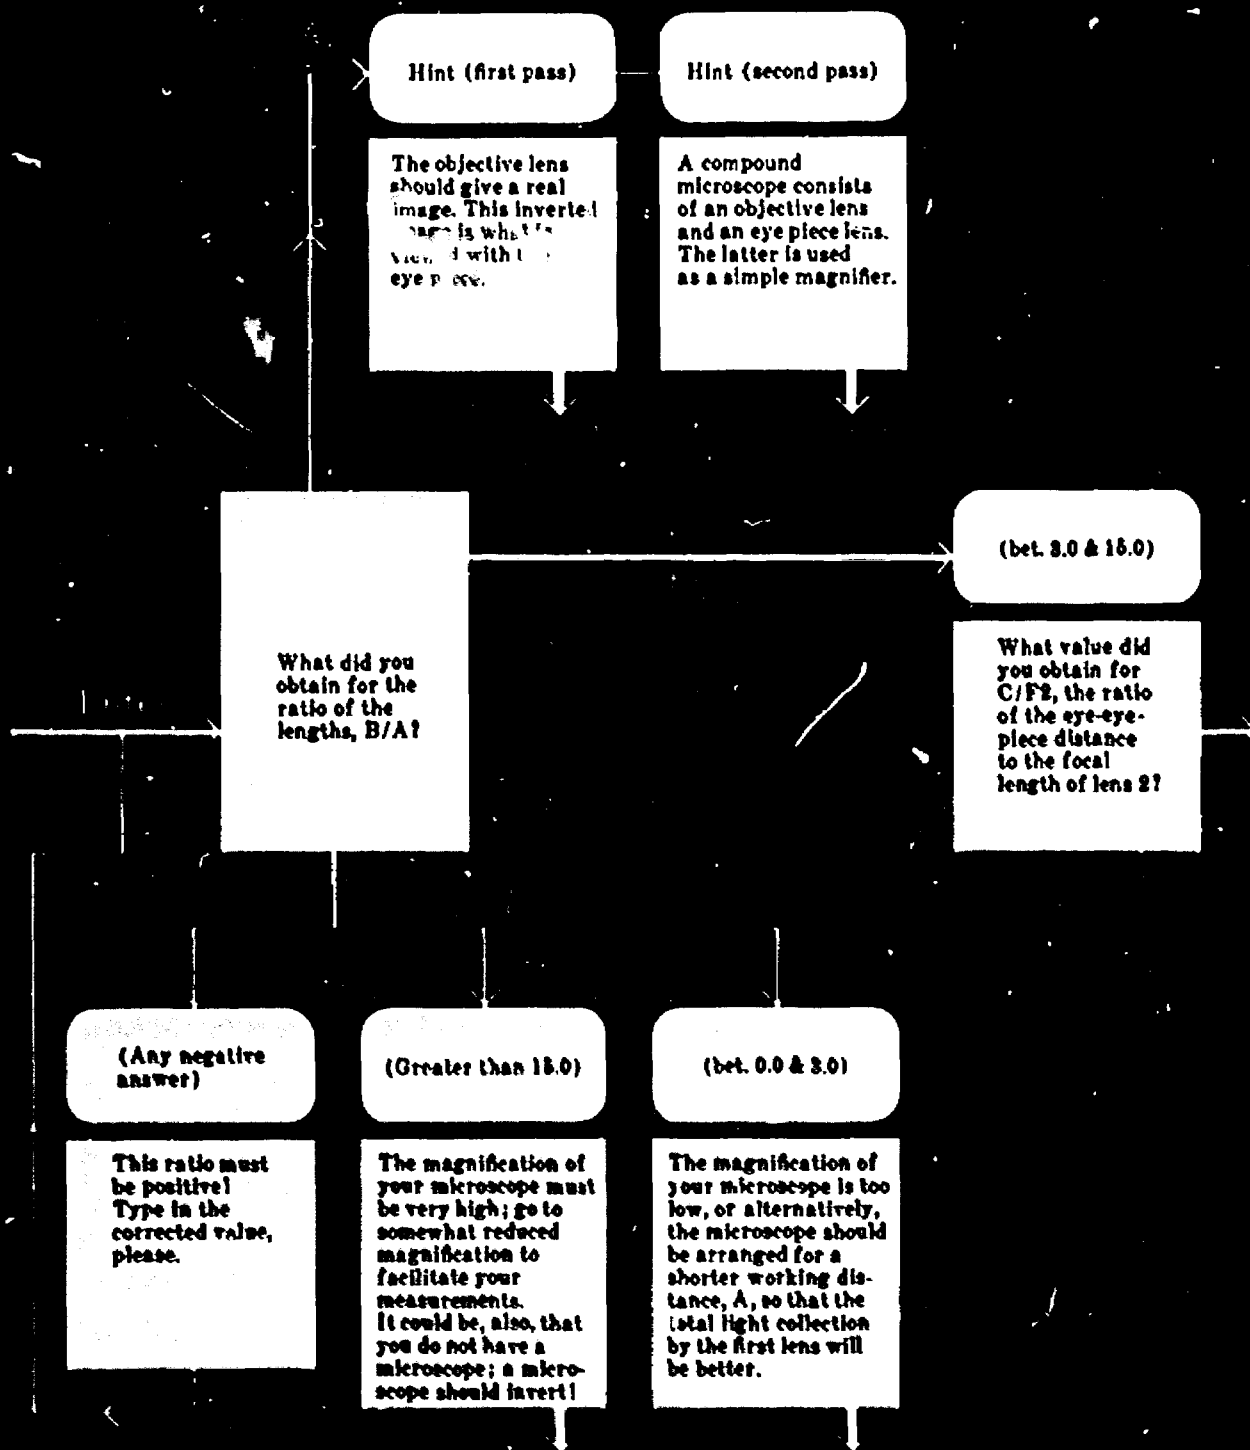 Hint (first pass)
Hint (second pass)
The objective lens
should give a real
image. This inverted
is what is
with
eye
A compound
microscope consists
of an objective lens
and an eye piece lens.
The latter is used
as a simple magnifier.
What did you
obtain for the
ratio of the
lengths, B/A?
(bet. 3.0 & 15.0)
What value did
you obtain for
C/F2, the ratio
of the eye-eye-
piece distance
to the focal
length of lens 2?
(Any negative
answer)
(Greater than 15.0)
(bet. 0.0 & 3.0)
This ratio must
be positive!
Type in the
corrected value,
please.
The magnification of
your microscope must
be very high; go to
somewhat reduced
magnification to
facilitate your
measurements.
It could be, also, that
you do not have a
microscope; a micro-
scope should invert!
The magnification of
your microscope is too
low, or alternatively,
the microscope should
be arranged for a
shorter working dis-
tance, A, so that the
total light collection
by the first lens will
be better.